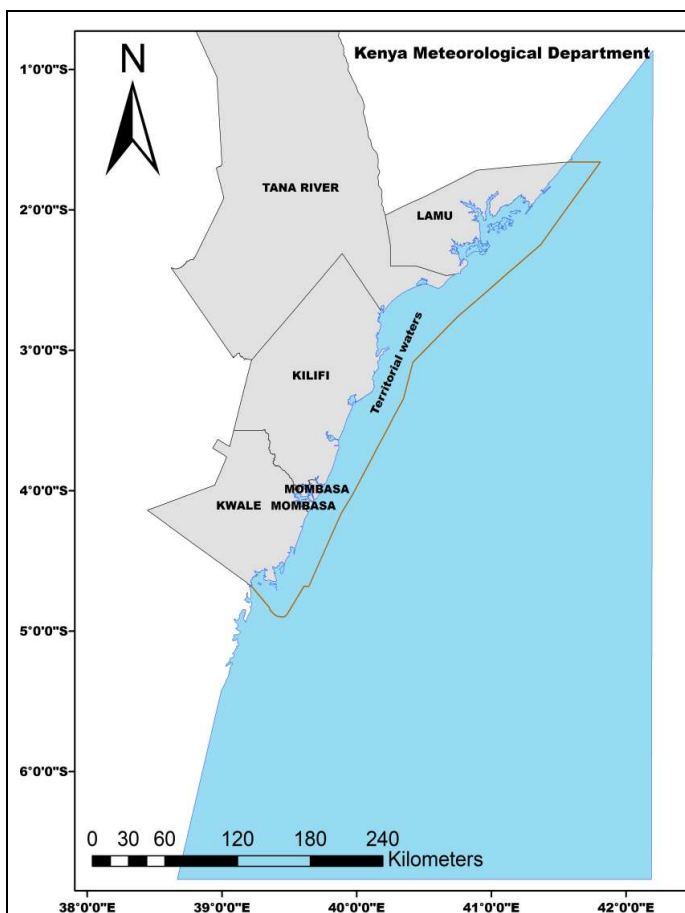 Kenya Meteorological Department
N
1°0'0"S
2°0'0"S
3°0'0"S
4°0'0"S
5°0'0"S
6°0'0"S
TANA RIVER
LAMU
KILIFI
Territorial waters
MOMBASA
KWALE MOMBASA
0 30 60 120 180 240
Kilometers
38°0'0"E 39°0'0"E 40°0'0"E 41°0'0"E 42°0'0"E